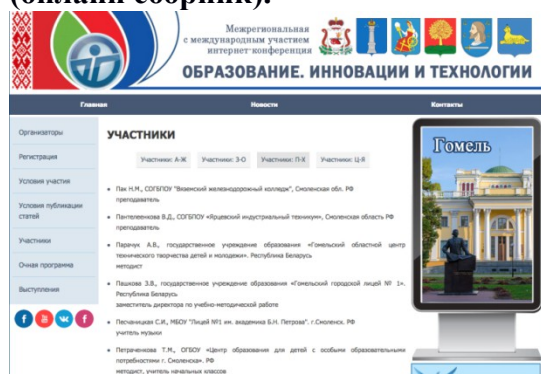 (онлайн сборник).
Межрегиональная
с международным участием
интернет-конференция
ОБРАЗОВАНИЕ. ИННОВАЦИИ И ТЕХНОЛОГИИ
Главная
Новости
Контакты
Организаторы
Регистрация
Условия участия
Условия публикации
статей
Участники
Очная программа
Выступления
УЧАСТНИКИ
Участники: А-Ж
Участники: З-О
Участники: П-Х
Участники: Ц-Я
Пак Н.М., СОГБПОУ "Вяземский железнодорожный колледж", Смоленская обл. РФ
преподаватель
Пантелеенкова В.Д., СОГБПОУ «Ярцевский индустриальный техникум», Смоленская область РФ
преподаватель
Парачук А.В., государственное учреждение образования «Гомельский областной центр
технического творчества детей и молодежи». Республика Беларусь
методист
Пашкова З.В., государственное учреждение образования «Гомельский городской лицей № 1».
Республика Беларусь
заместитель директора по учебно-методической работе
Песчаницкая С.И., МБОУ "Лицей №1 им. академика Б.Н. Петрова". г.Смоленск. РФ
учитель музыки
Петраченкова Т.М., ОГБОУ «Центр образования для детей с особыми образовательными
потребностями г. Смоленска». РФ
методист, учитель начальных классов
Гомель